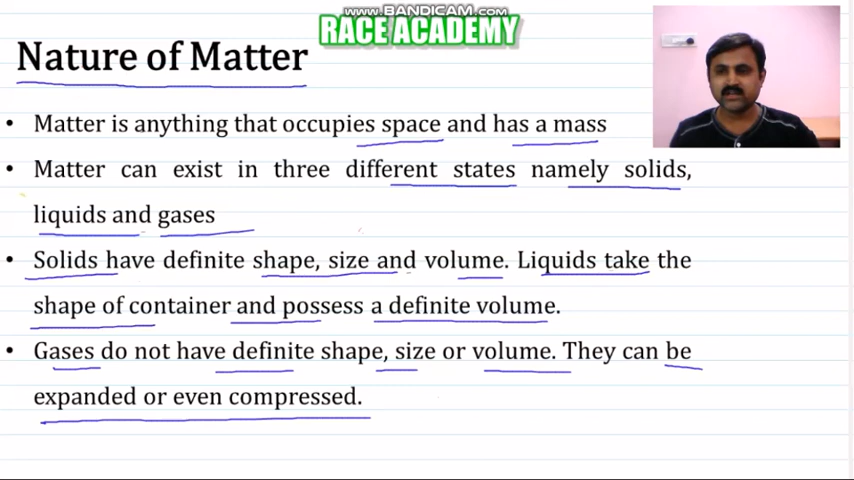 www.BANDICAM.com
RACE ACADEMY
Nature of Matter
• Matter is anything that occupies space and has a mass
• Matter can exist in three different states namely solids,
liquids and gases
• Solids have definite shape, size and volume. Liquids take the
shape of container and possess a definite volume.
• Gases do not have definite shape, size or volume. They can be
expanded or even compressed.